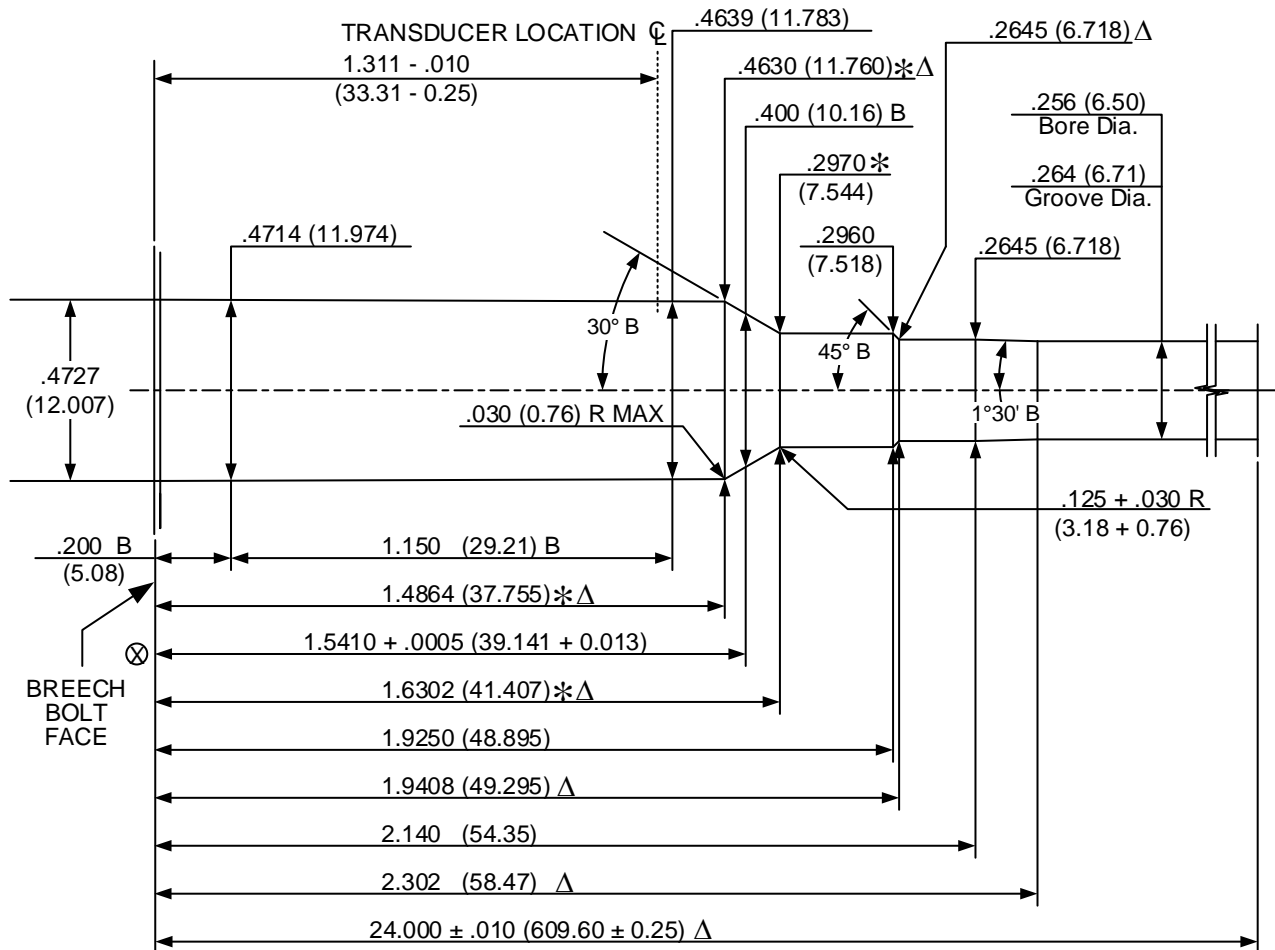 TRANSDUCER LOCATION ℄
1.311 - .010
(33.31 - 0.25)
.4639 (11.783)
.4630 (11.760)✻Δ
.400 (10.16) B
.2970 ✻
(7.544)
.2960
(7.518)
.2645 (6.718) Δ
.256 (6.50)
Bore Dia.
.264 (6.71)
Groove Dia.
.2645 (6.718)
.4714 (11.974)
30° B
45° B
1°30' B
.4727
(12.007)
.030 (0.76) R MAX
.125 + .030 R
(3.18 + 0.76)
.200 B
(5.08)
1.150 (29.21) B
1.4864 (37.755)✻Δ
⊗ 1.5410 + .0005 (39.141 + 0.013)
BREECH
BOLT
FACE
1.6302 (41.407)✻Δ
1.9250 (48.895)
1.9408 (49.295) Δ
2.140 (54.35)
2.302 (58.47) Δ
24.000 ± .010 (609.60 ± 0.25) Δ